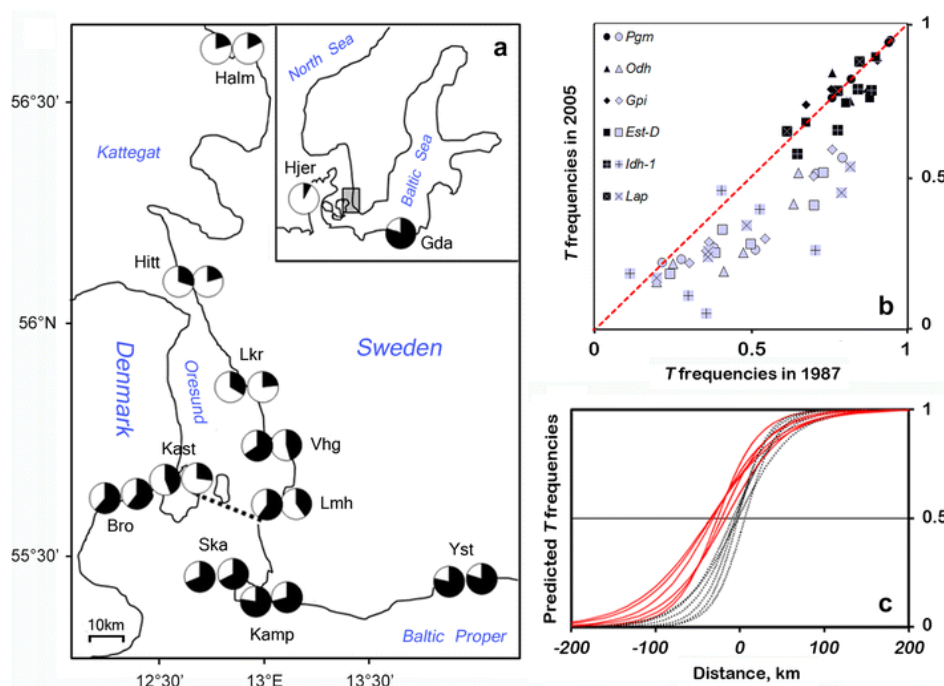 a
North Sea
Baltic Sea
Hjer
Gda
Halm
56°30'
Kattegat
Hitt
56°N
Denmark
Oresund
Sweden
Lkr
Vhg
Kast
Lmh
Bro
55°30'
Ska
Yst
Kamp
10km
Baltic Proper
12°30'
13°E
13°30'
1
Pgm
Odh
Gpi
Est-D
Idh-1
Lap
T frequencies in 2005
0.5
b
0
0
0.5
1
T frequencies in 1987
1
Predicted T frequencies
0.5
c
0
-200
-100
0
100
200
Distance, km